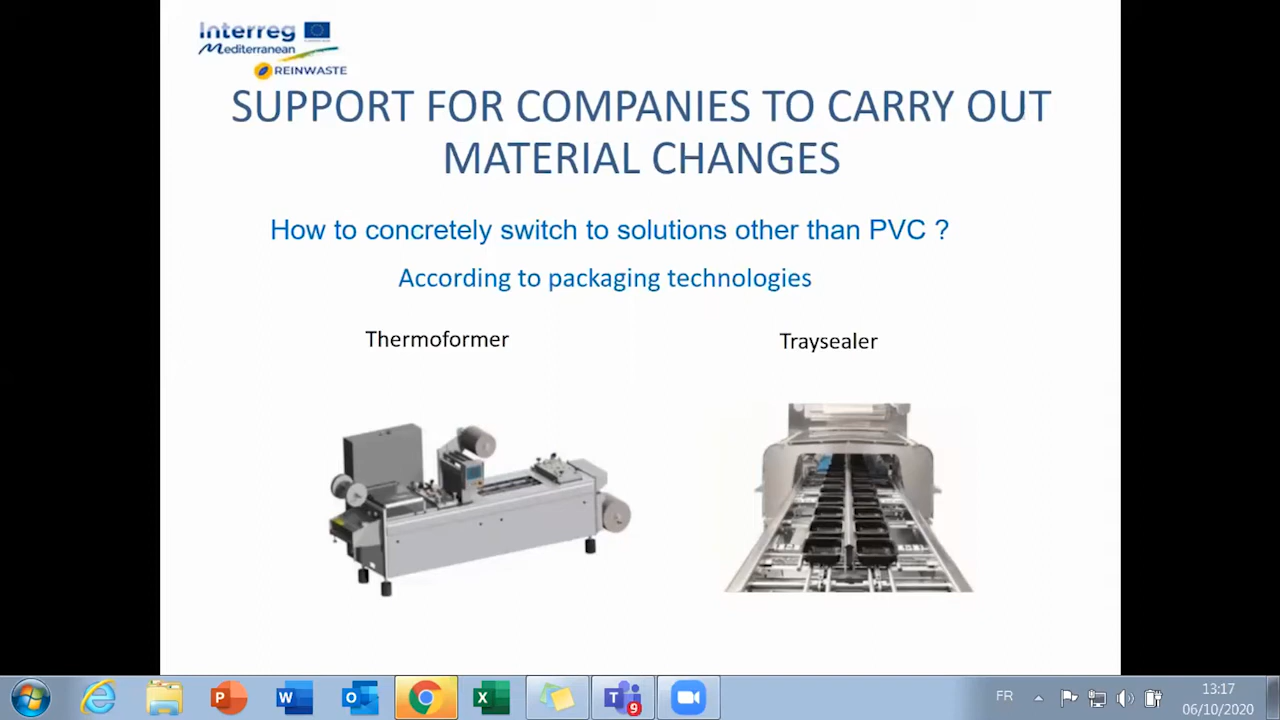 Interreg
Mediterranean
REINWASTE
SUPPORT FOR COMPANIES TO CARRY OUT
MATERIAL CHANGES
How to concretely switch to solutions other than PVC ?
According to packaging technologies
Thermoformer
Traysealer
FR
13:17
06/10/2020
9